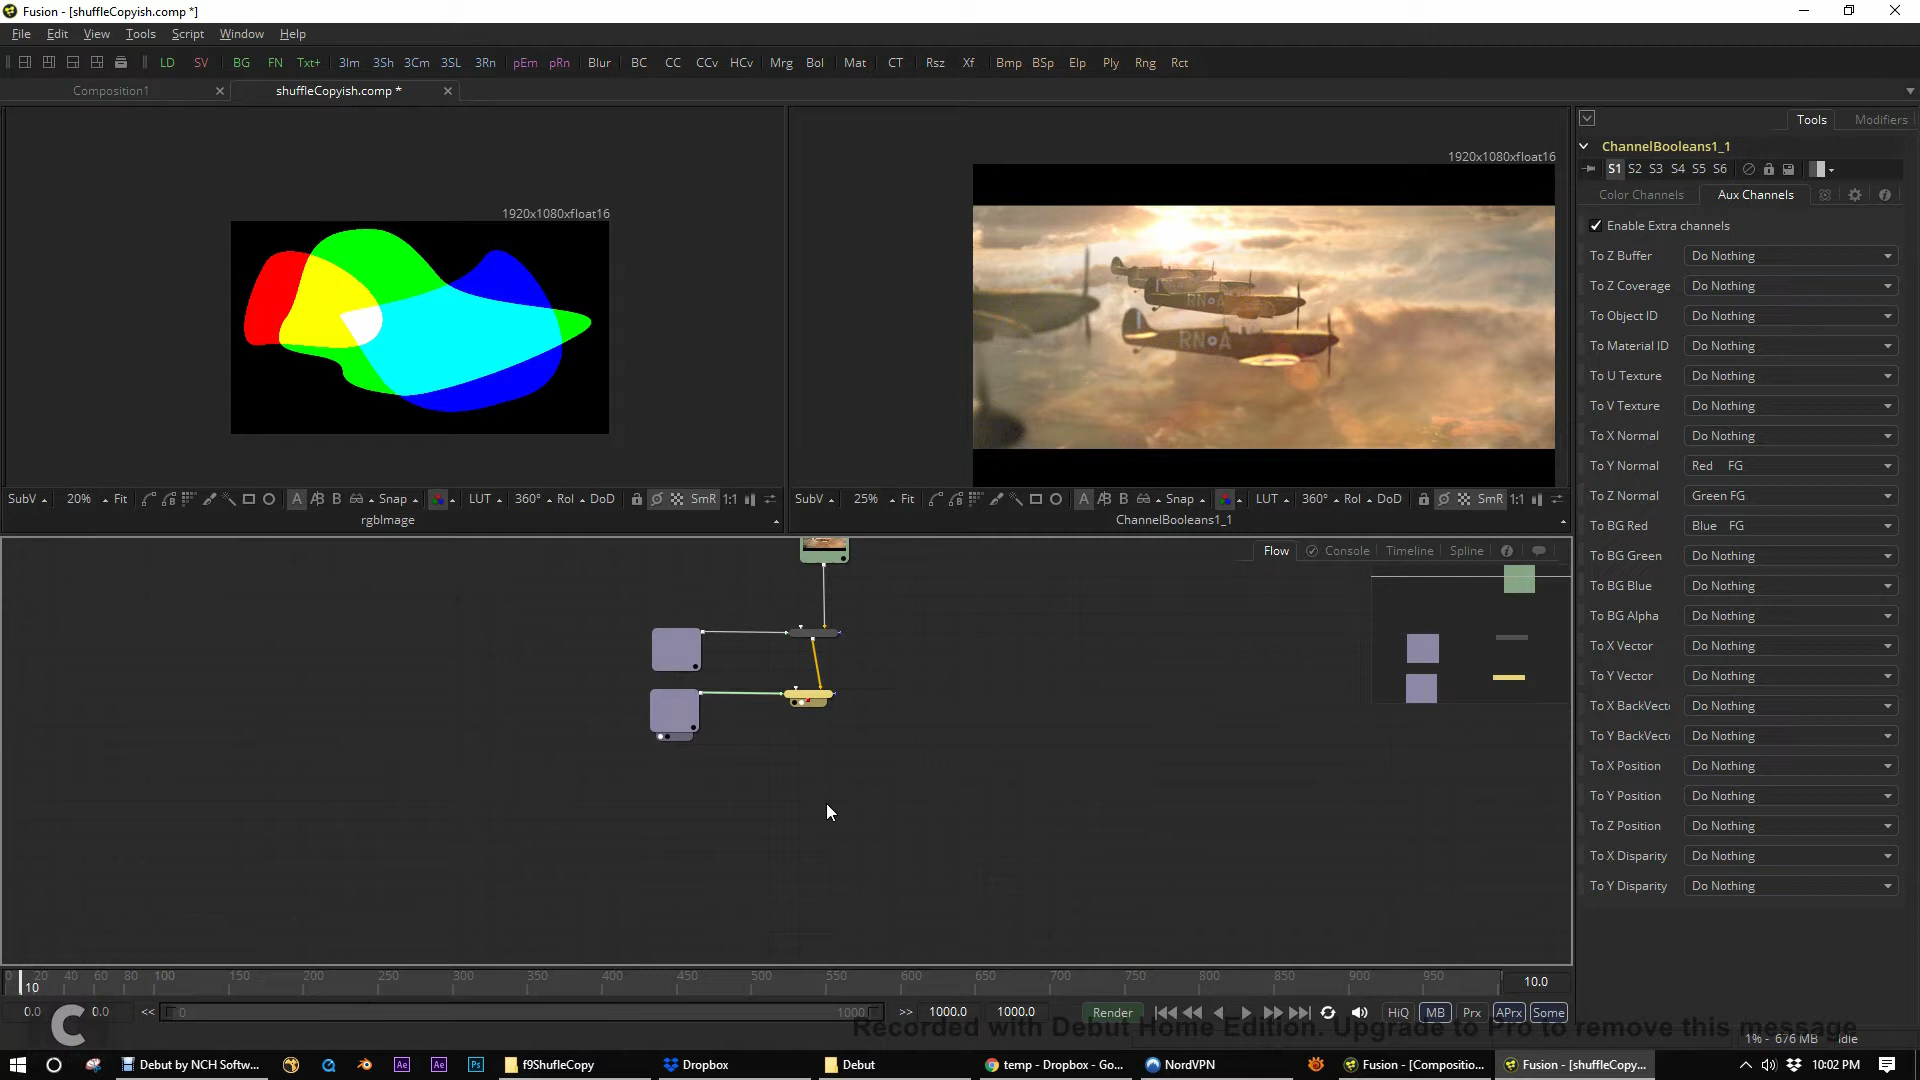 Fusion - [shuffleCopyish.comp *]
File Edit View Tools Script Window Help
LD SV BG FN Txt+ 3Im 3Sh 3Cm 3SL 3Rn pEm pRn Blur BC CC CCv HCv Mrg Bol Mat CT Rsz Xf Bmp BSp Elp Ply Rng Rct
Composition1 shuffleCopyish.comp *
Tools Modifiers
ChannelBooleans1_1
S1 S2 S3 S4 S5 S6
Color Channels Aux Channels
Enable Extra channels
To Z Buffer Do Nothing
To Z Coverage Do Nothing
To Object ID Do Nothing
To Material ID Do Nothing
To U Texture Do Nothing
To V Texture Do Nothing
To X Normal Do Nothing
To Y Normal Red FG
To Z Normal Green FG
To BG Red Blue FG
To BG Green Do Nothing
To BG Blue Do Nothing
To BG Alpha Do Nothing
To X Vector Do Nothing
To Y Vector Do Nothing
To X BackVect Do Nothing
To Y BackVect Do Nothing
To X Position Do Nothing
To Y Position Do Nothing
To Z Position Do Nothing
To X Disparity Do Nothing
To Y Disparity Do Nothing
1920x1080xfloat16
1920x1080xfloat16
RN A
RN A
SubV 20% Fit A B Snap LUT 360° RoI DoD SmR 1:1
rgbImage
SubV 25% Fit A B Snap LUT 360° RoI DoD SmR 1:1
ChannelBooleans1_1
Flow Console Timeline Spline
0 20 40 60 80 100 150 200 250 300 350 400 450 500 550 600 650 700 750 800 850 900 950
10
10.0
0.0 0.0 << 0 1000 >> 1000.0 1000.0 Render HiQ MB Prx APrx Some
Recorded with Debut Home Edition. Upgrade to Pro to remove this message
1% - 676 MB Idle
Debut by NCH Softw... Ae Ae Ps f9ShufleCopy Dropbox Debut temp - Dropbox - Go... NordVPN Fusion - [Compositio... Fusion - [shuffleCopy... 10:02 PM